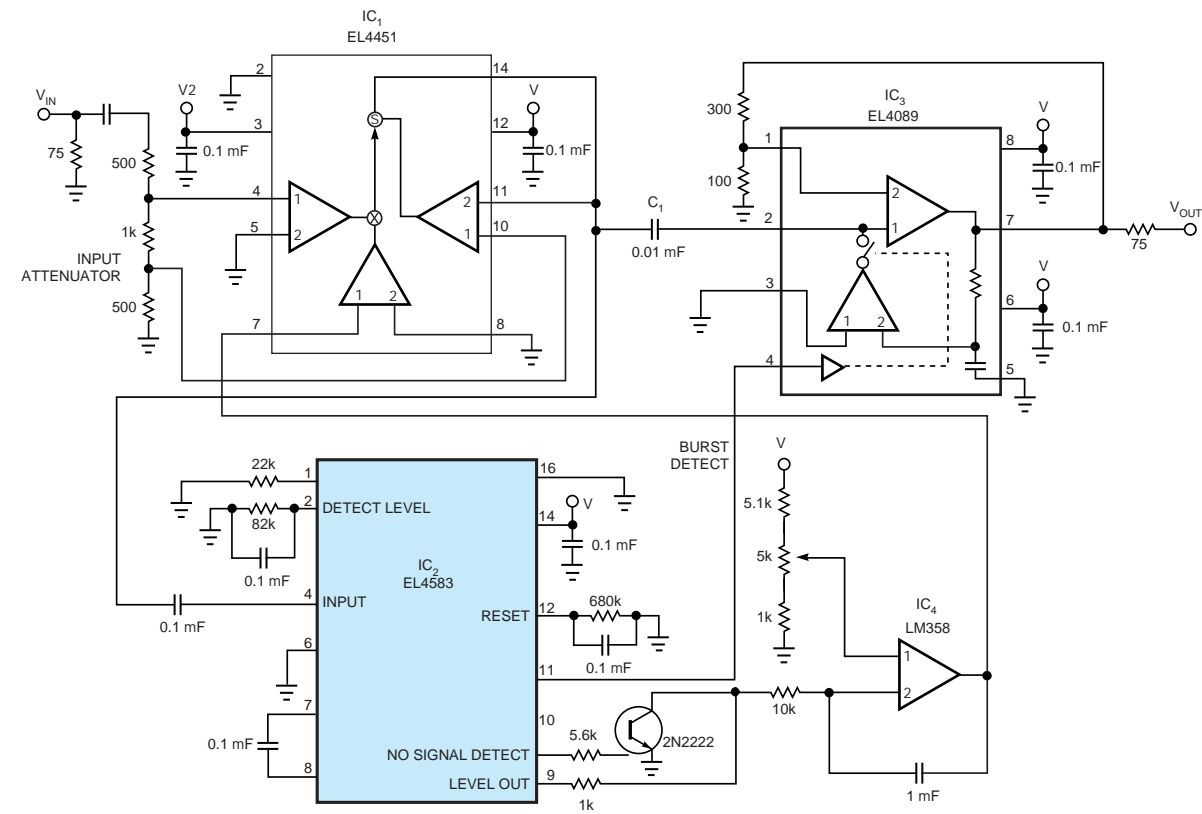 IC1
EL4451
2
14
VIN
V2
V
3
12
75
0.1 mF
0.1 mF
500
4
1
S
X
2
11
5
2
1
10
1k
INPUT
ATTENUATOR
500
1
2
7
8
IC3
EL4089
300
V
1
8
0.1 mF
100
2
C1
0.01 mF
2
1
7
VOUT
75
3
V
6
0.1 mF
1
2
4
5
BURST
DETECT
V
5.1k
5k
1k
IC4
LM358
1
2
10k
1 mF
22k
1
16
2
DETECT LEVEL
82k
0.1 mF
14
V
0.1 mF
IC2
EL4583
4
INPUT
0.1 mF
RESET
12
680k
0.1 mF
6
11
7
10
0.1 mF
8
NO SIGNAL DETECT
5.6k
2N2222
LEVEL OUT
9
1k